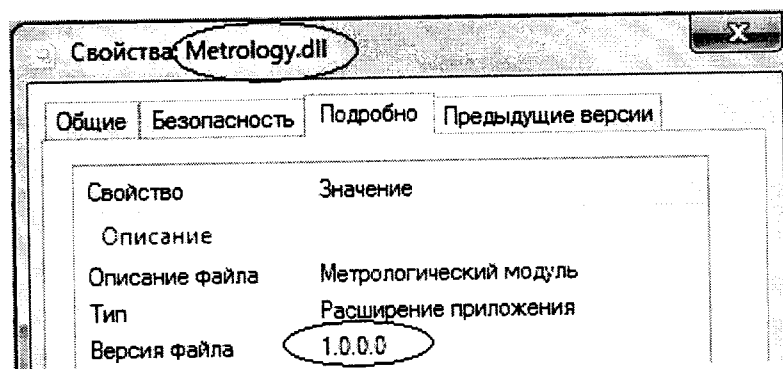 Свойства: Metrology.dll
Общие Безопасность Подробно Предыдущие версии
Свойство Значение
Описание
Описание файла Метрологический модуль
Тип Расширение приложения
Версия файла 1.0.0.0